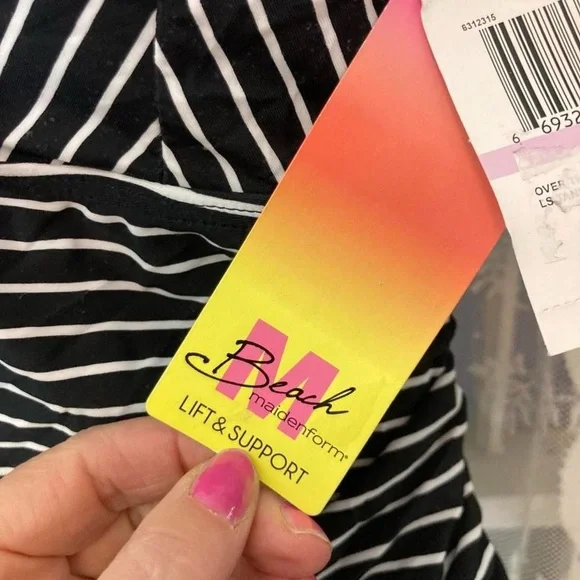 8312315
6 6932
OVER
LS
M
Beach
maidenform®
LIFT & SUPPORT